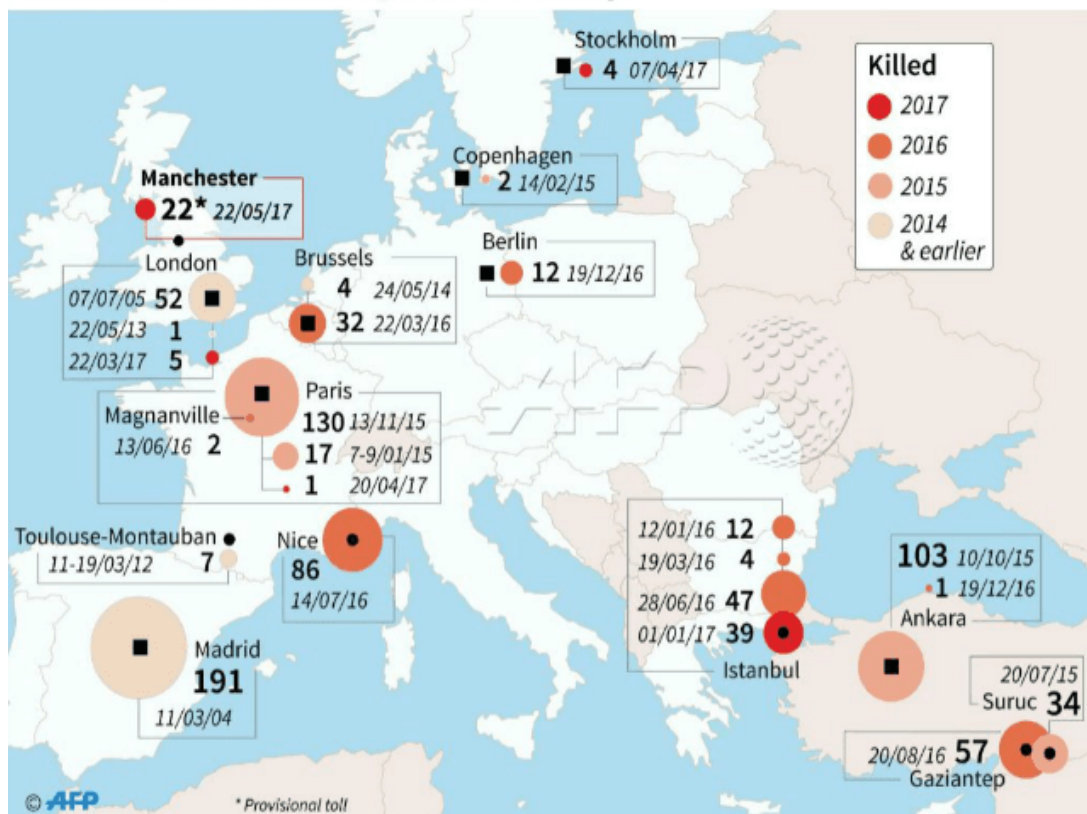 Stockholm
4 07/04/17
Killed
2017
2016
2015
2014
& earlier
Copenhagen
2 14/02/15
Manchester
22* 22/05/17
Berlin
12 19/12/16
London
07/07/05 52
22/05/13 1
22/03/17 5
Brussels
4 24/05/14
32 22/03/16
Paris
130 13/11/15
17 7-9/01/15
1 20/04/17
Magnanville
13/06/16 2
AFP
Toulouse-Montauban
11-19/03/12 7
Nice
86
14/07/16
Madrid
191
11/03/04
12/01/16 12
19/03/16 4
28/06/16 47
01/01/17 39
Istanbul
103 10/10/15
1 19/12/16
Ankara
20/07/15
Suruc 34
20/08/16 57
Gaziantep
© AFP
* Provisional toll